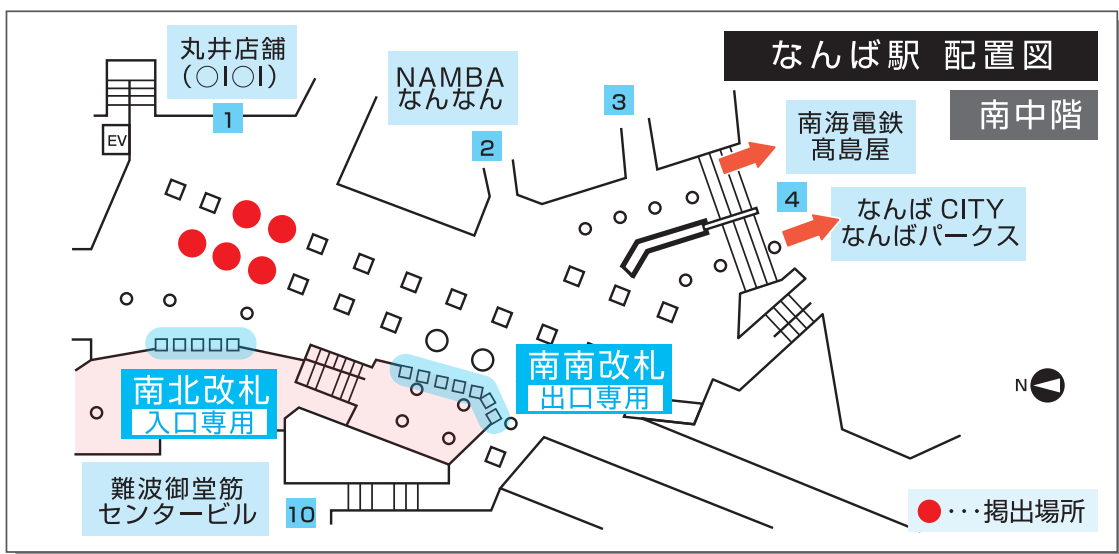 なんば駅 配置図
南中階
丸井店舗
(○I○I)
1
EV
NAMBA
なんなん
2
3
南海電鉄
髙島屋
4
なんば CITY
なんばパークス
南北改札
入口専用
南南改札
出口専用
N
難波御堂筋
センタービル
10
●･･･掲出場所